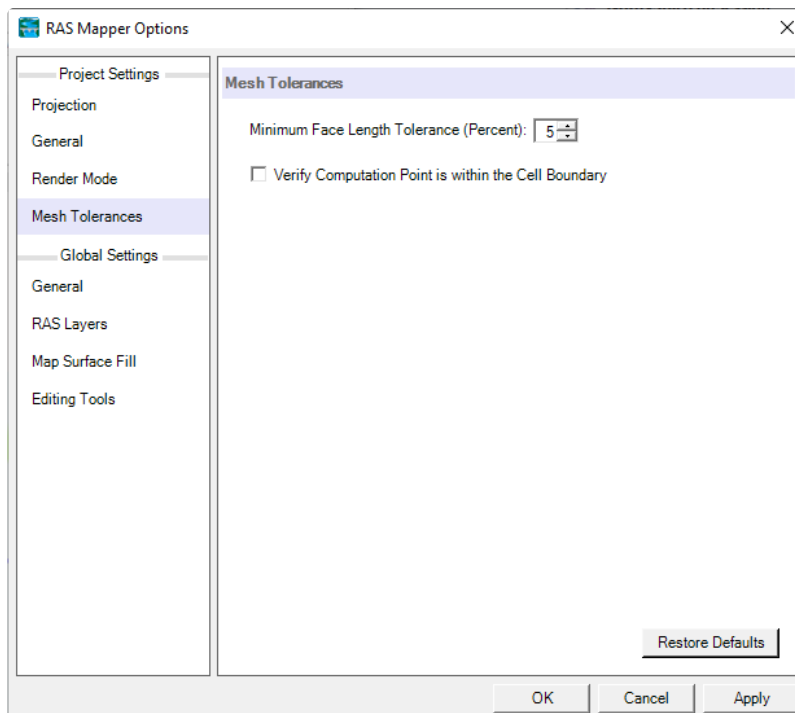 RAS Mapper Options
Project Settings
Projection
General
Render Mode
Mesh Tolerances
Global Settings
General
RAS Layers
Map Surface Fill
Editing Tools
Mesh Tolerances
Minimum Face Length Tolerance (Percent): 5
Verify Computation Point is within the Cell Boundary
Restore Defaults
OK Cancel Apply